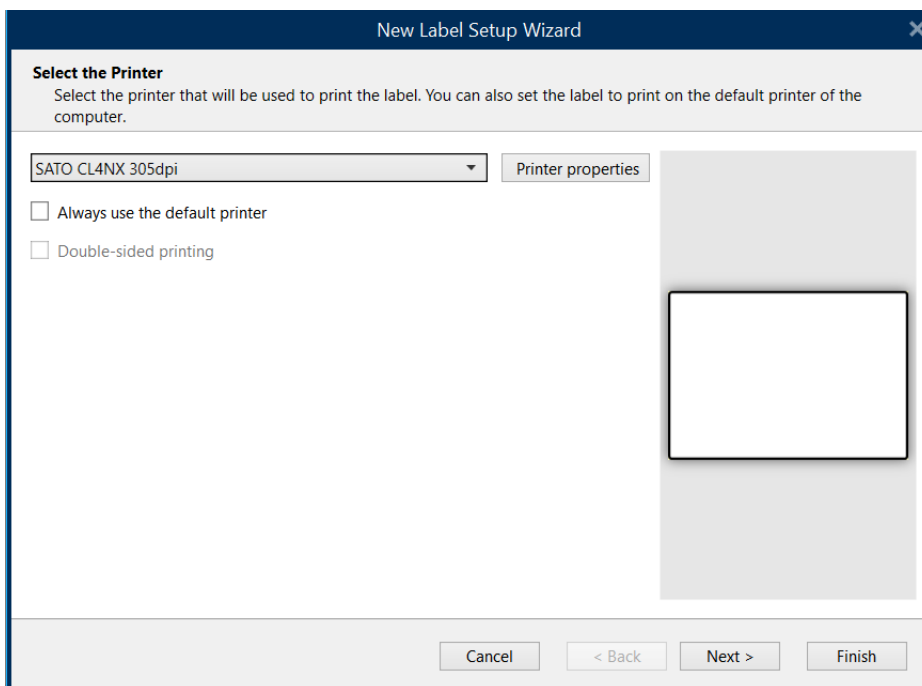 New Label Setup Wizard
Select the Printer
Select the printer that will be used to print the label. You can also set the label to print on the default printer of the
computer.
SATO CL4NX 305dpi
Printer properties
Always use the default printer
Double-sided printing
Cancel
< Back
Next >
Finish